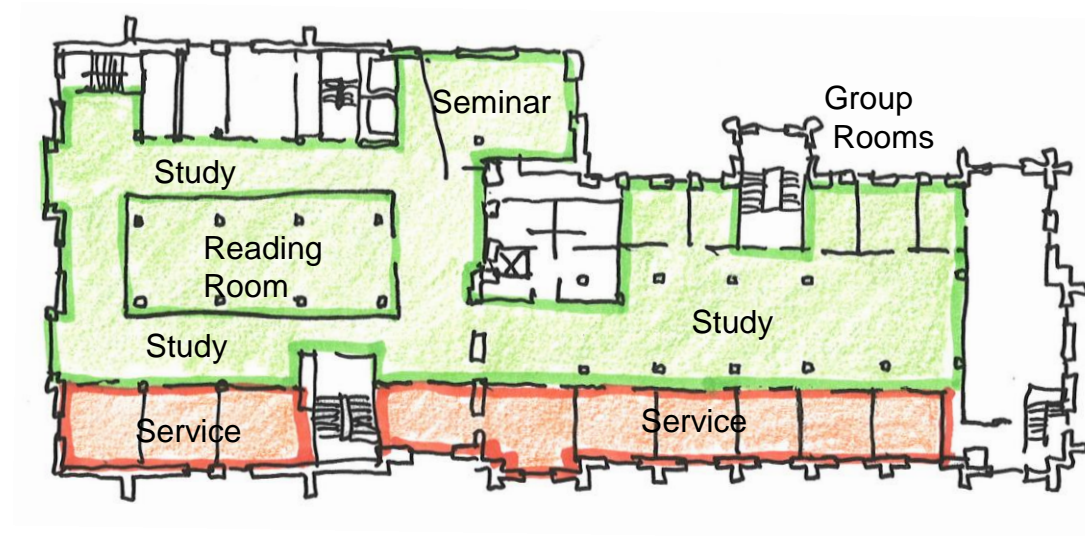 Seminar
Group
Rooms
Study
Reading
Room
Study
Study
Service
Service